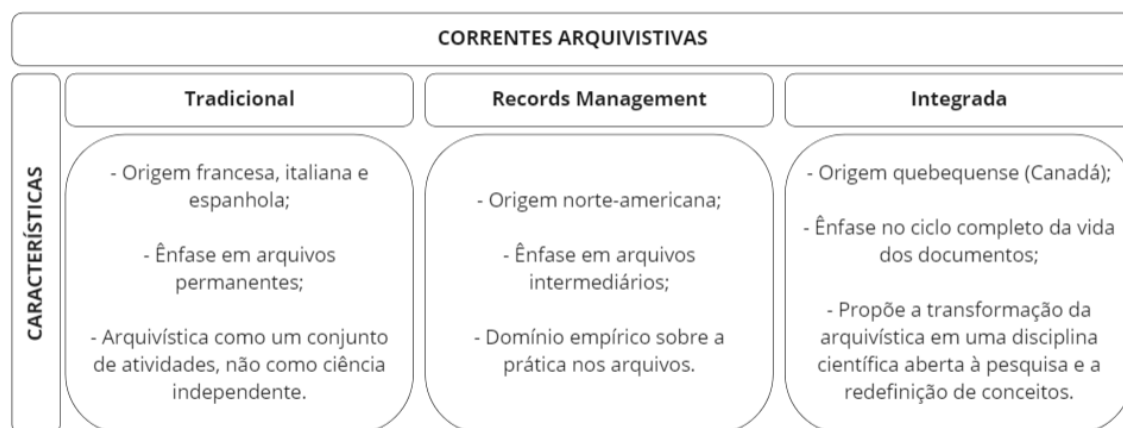 CORRENTES ARQUIVISTIVAS
CARACTERÍSTICAS
Tradicional
- Origem francesa, italiana e
espanhola;
- Ênfase em arquivos
permanentes;
- Arquivística como um conjunto
de atividades, não como ciência
independente.
Records Management
- Origem norte-americana;
- Ênfase em arquivos
intermediários;
- Domínio empírico sobre a
prática nos arquivos.
Integrada
- Origem quebequense (Canadá);
- Ênfase no ciclo completo da vida
dos documentos;
- Propõe a transformação da
arquivística em uma disciplina
científica aberta à pesquisa e a
redefinição de conceitos.